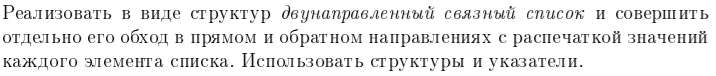 Реализовать в виде структур двунаправленный связный список и совершить
отдельно его обход в прямом и обратном направлениях с распечаткой значений
каждого элемента списка. Использовать структуры и указатели.